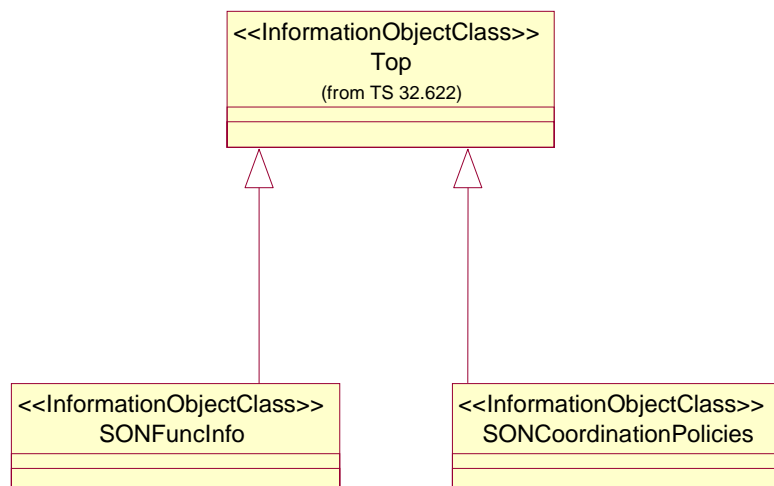 <<InformationObjectClass>>
Top
(from TS 32.622)
<<InformationObjectClass>>
SONFuncInfo
<<InformationObjectClass>>
SONCoordinationPolicies